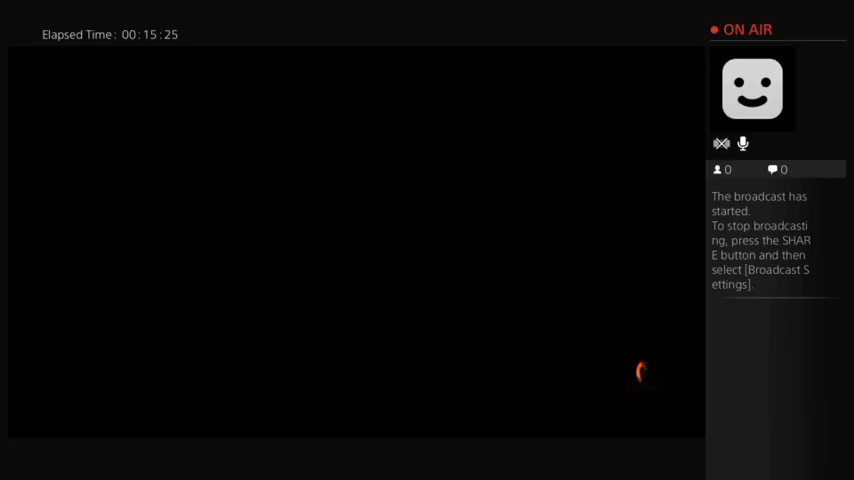 Elapsed Time: 00:15:25
ON AIR
0 0
The broadcast has
started.
To stop broadcasti
ng, press the SHAR
E button and then
select [Broadcast S
ettings].